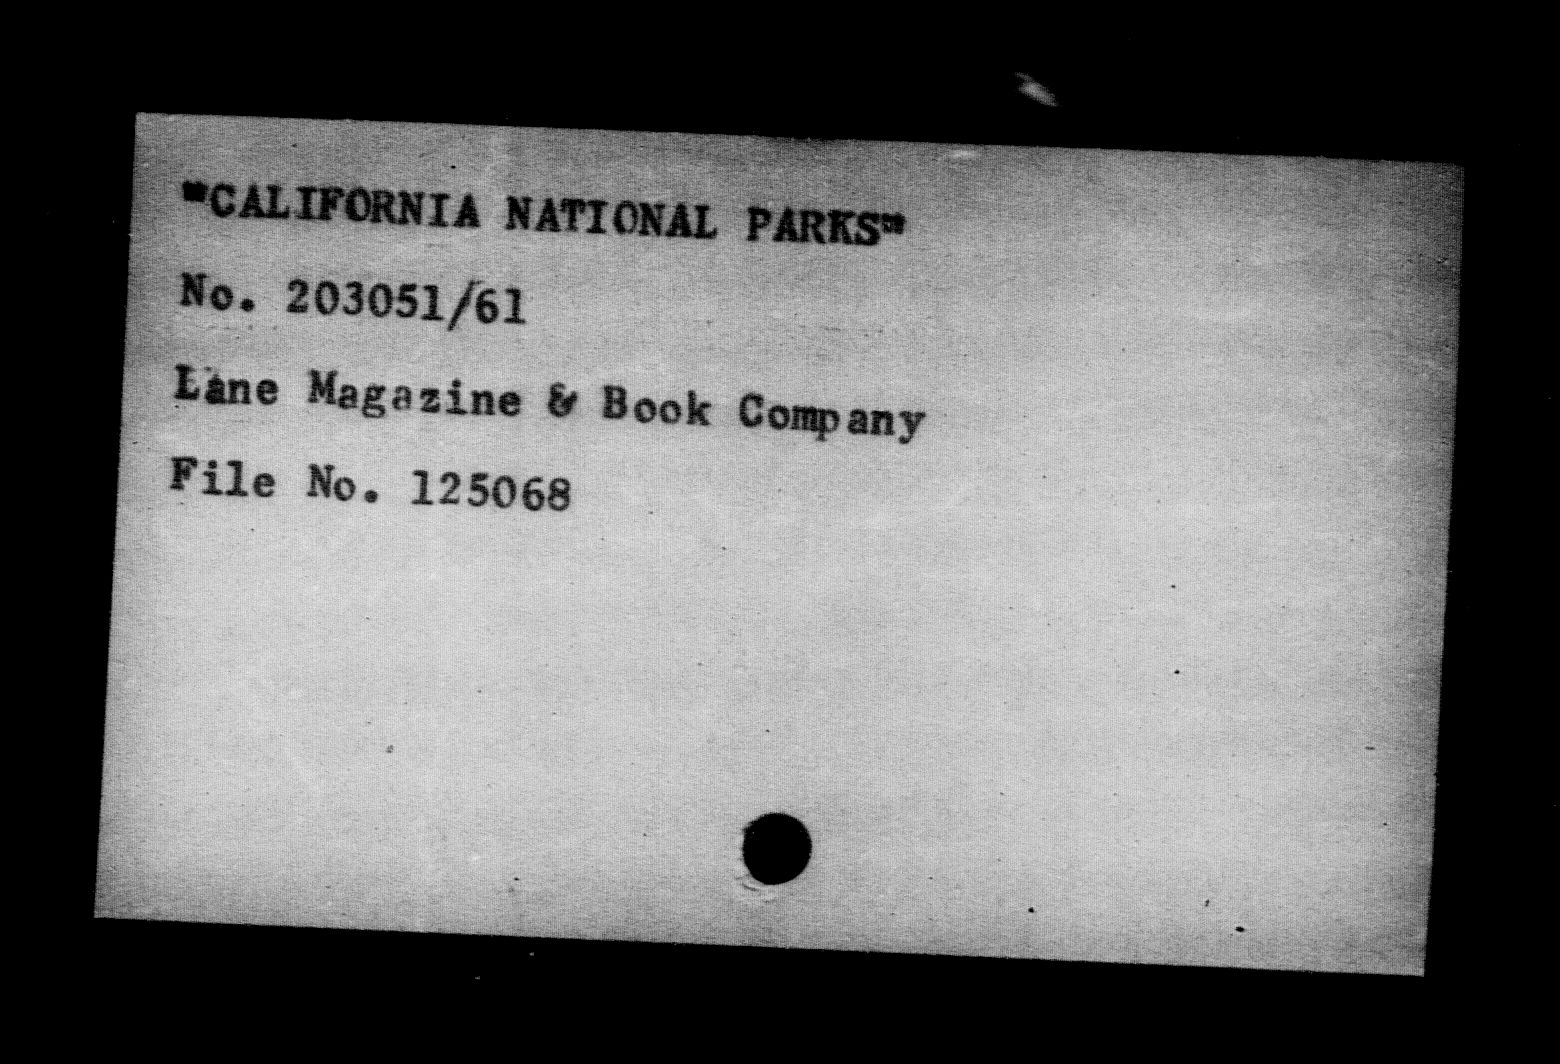 "CALIFORNIA NATIONAL PARKS"
No. 203051/61
Lane Magazine & Book Company
File No. 125068